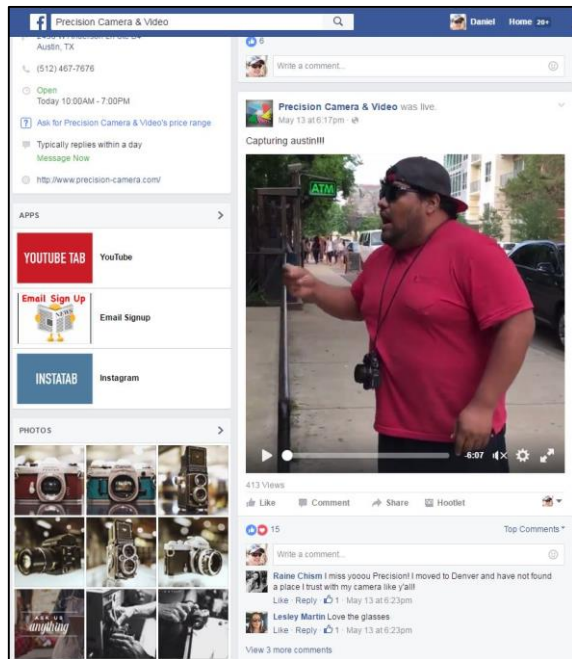 Precision Camera & Video
Daniel
Home 20+
Austin, TX
(512) 467-7676
Open
Today 10:00AM - 7:00PM
Ask for Precision Camera & Video's price range
Typically replies within a day
Message Now
http://www.precision-camera.com/
APPS
YOUTUBE TAB
YouTube
Email Sign Up
NEWS
Email Signup
INSTATAB
Instagram
PHOTOS
ASK US
anything
6
Write a comment...
Precision Camera & Video was live.
May 13 at 6:17pm
Capturing austin!!!
ATM
-6:07
413 Views
Like Comment Share Hootlet
15
Top Comments
Write a comment...
Raine Chism I miss yooou Precision! I moved to Denver and have not found
a place I trust with my camera like y'all!
Like · Reply · 1 · May 13 at 6:23pm
Lesley Martin Love the glasses
Like · Reply · 1 · May 13 at 6:23pm
View 3 more comments